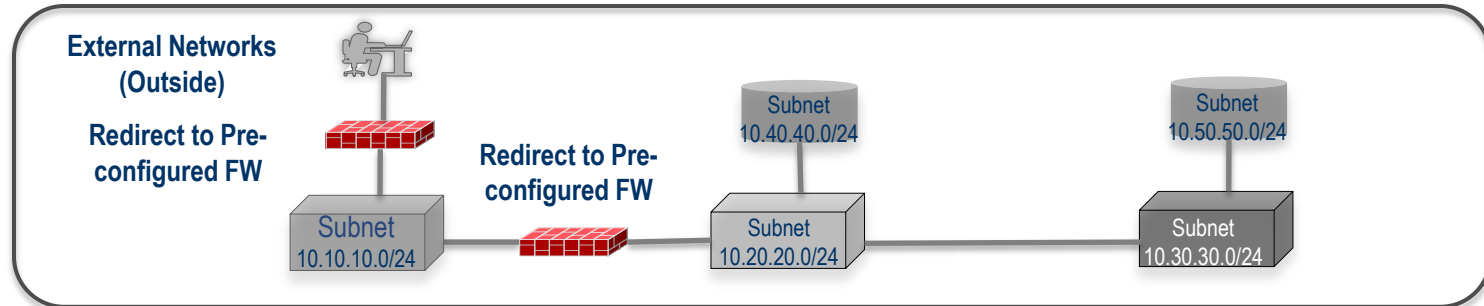 External Networks
(Outside)
Redirect to Pre-
configured FW
Redirect to Pre-
configured FW
Subnet
10.40.40.0/24
Subnet
10.50.50.0/24
Subnet
10.10.10.0/24
Subnet
10.20.20.0/24
Subnet
10.30.30.0/24